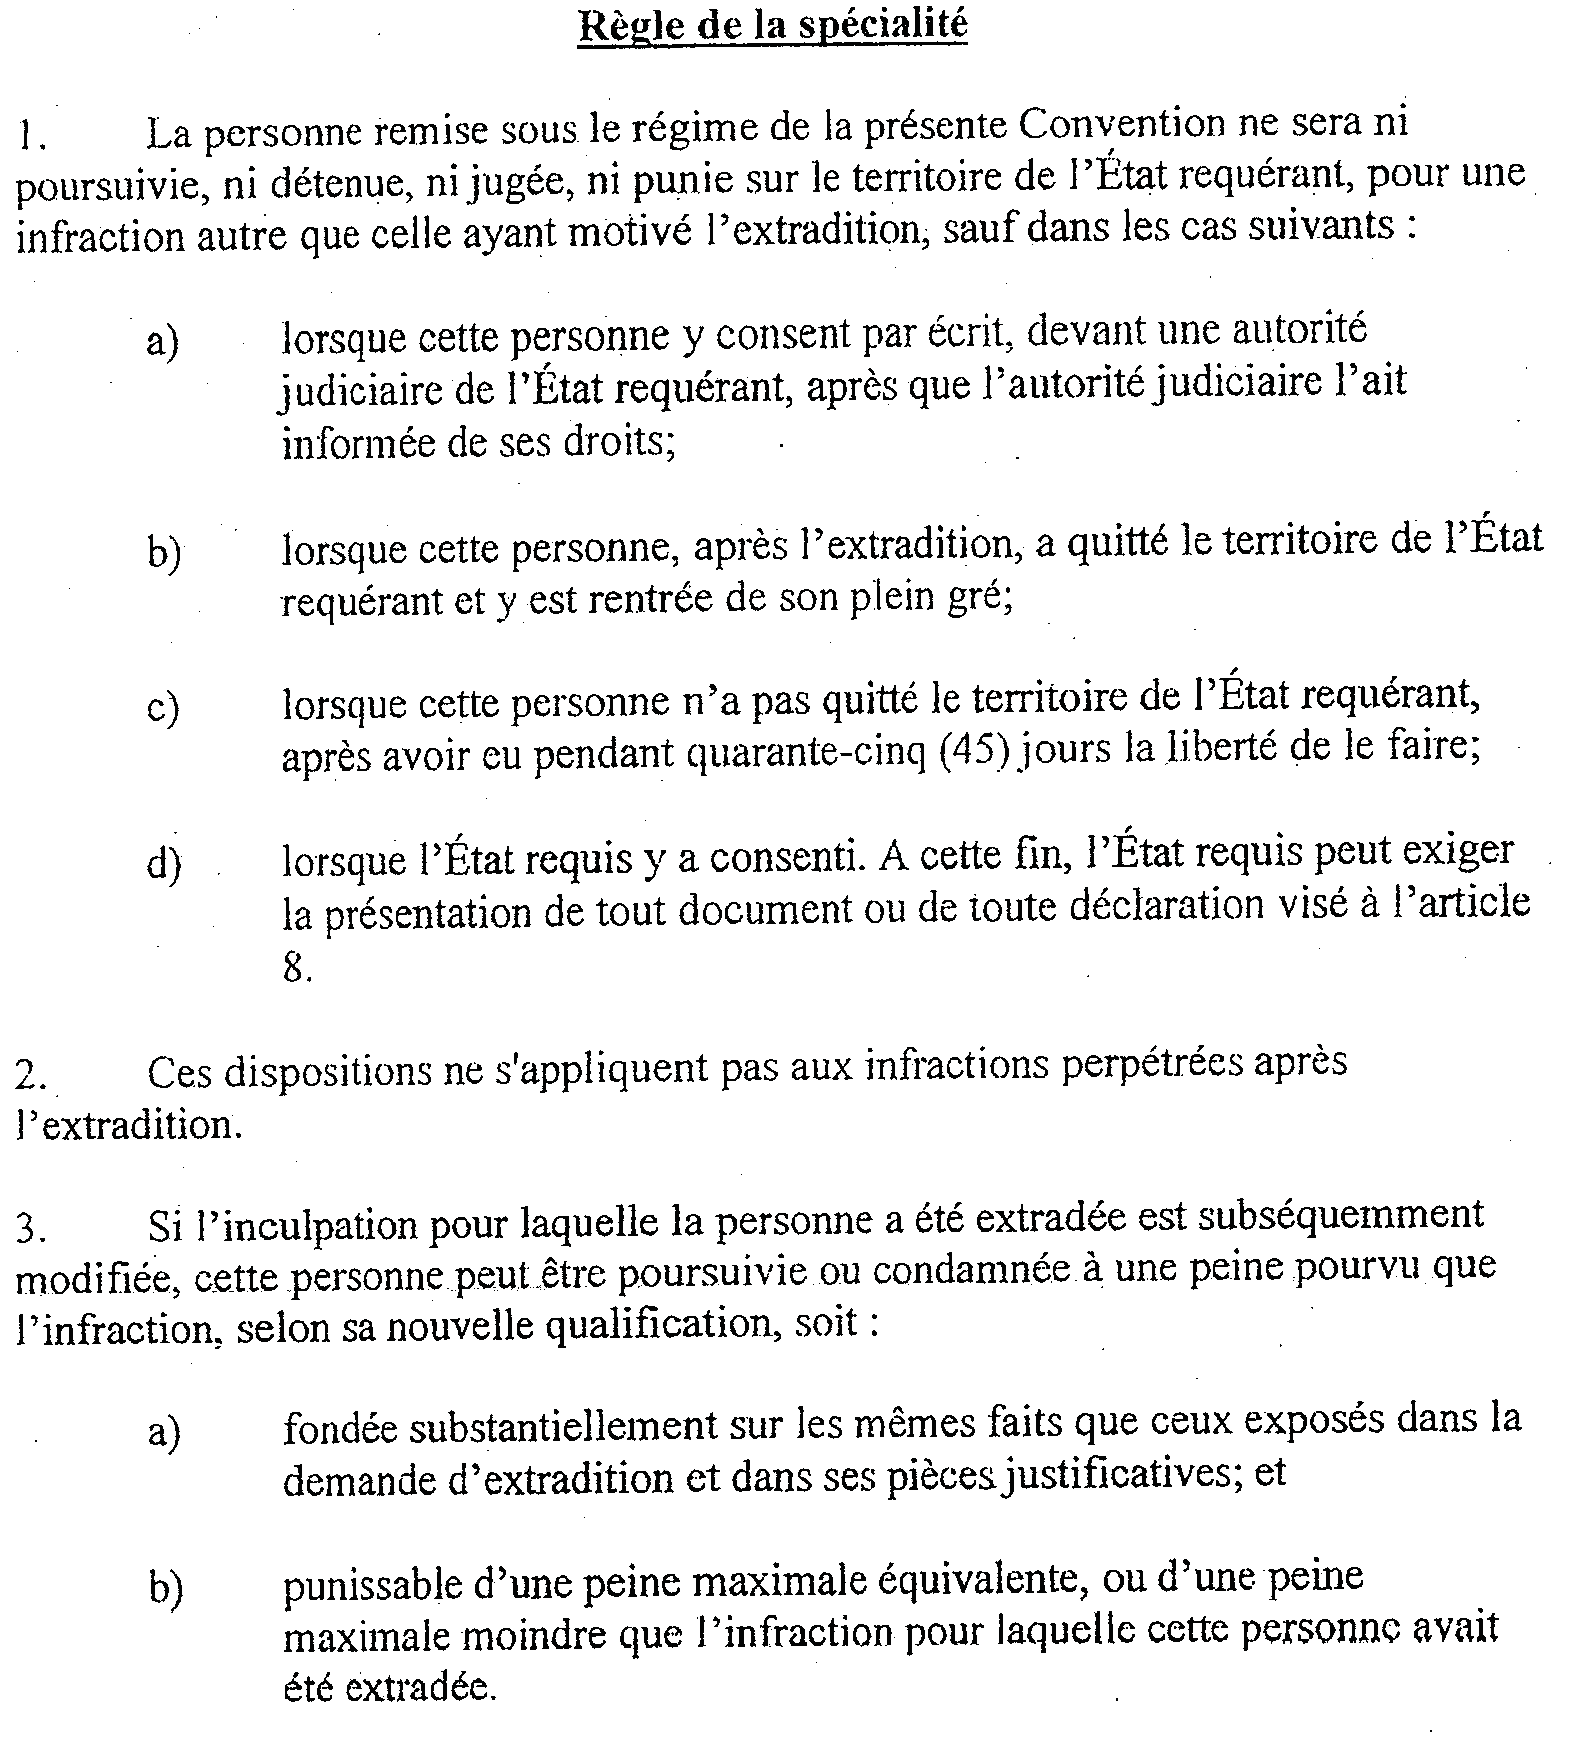 Règle de la spécialité
1. La personne remise sous le régime de la présente Convention ne sera ni
poursuivie, ni détenue, ni jugée, ni punie sur le territoire de l’État requérant, pour une
infraction autre que celle ayant motivé l’extradition, sauf dans les cas suivants :
a) lorsque cette personne y consent par écrit, devant une autorité
judiciaire de l’État requérant, après que l’autorité judiciaire l’ait
informée de ses droits;
b) lorsque cette personne, après l’extradition, a quitté le territoire de l’État
requérant et y est rentrée de son plein gré;
c) lorsque cette personne n’a pas quitté le territoire de l’État requérant,
après avoir eu pendant quarante-cinq (45) jours la liberté de le faire;
d) lorsque l’État requis y a consenti. A cette fin, l’État requis peut exiger
la présentation de tout document ou de toute déclaration visé à l’article
8.
2. Ces dispositions ne s'appliquent pas aux infractions perpétrées après
l’extradition.
3. Si l’inculpation pour laquelle la personne a été extradée est subséquemment
modifiée, cette personne peut être poursuivie ou condamnée à une peine pourvu que
l’infraction, selon sa nouvelle qualification, soit :
a) fondée substantiellement sur les mêmes faits que ceux exposés dans la
demande d’extradition et dans ses pièces justificatives; et
b) punissable d’une peine maximale équivalente, ou d’une peine
maximale moindre que l’infraction pour laquelle cette personne avait
été extradée.